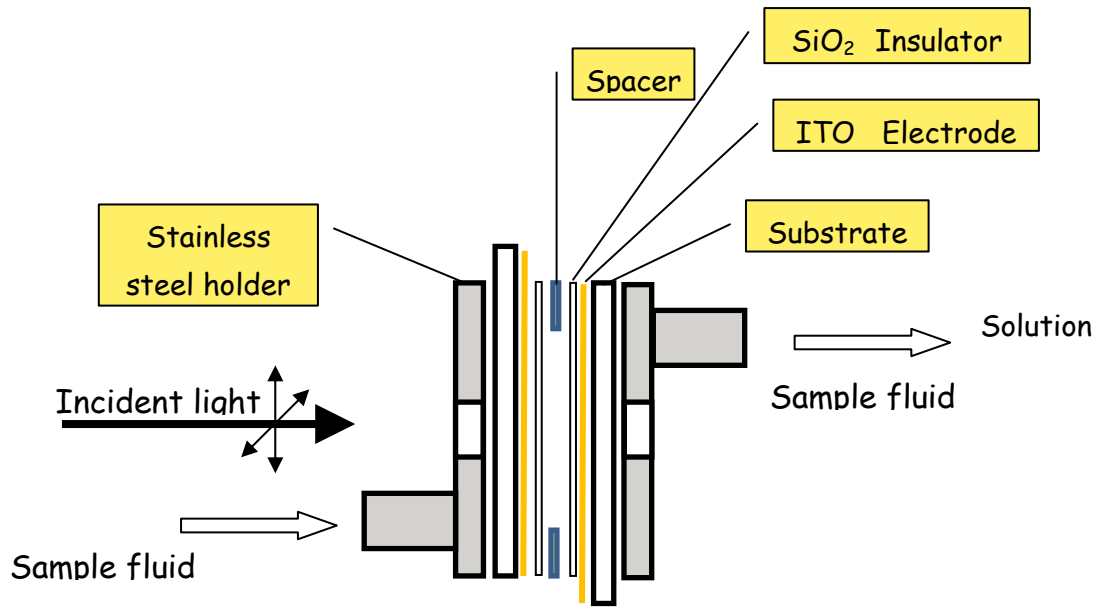 SiO₂ Insulator
Spacer
ITO Electrode
Stainless
steel holder
Substrate
Solution
Incident light
Sample fluid
Sample fluid